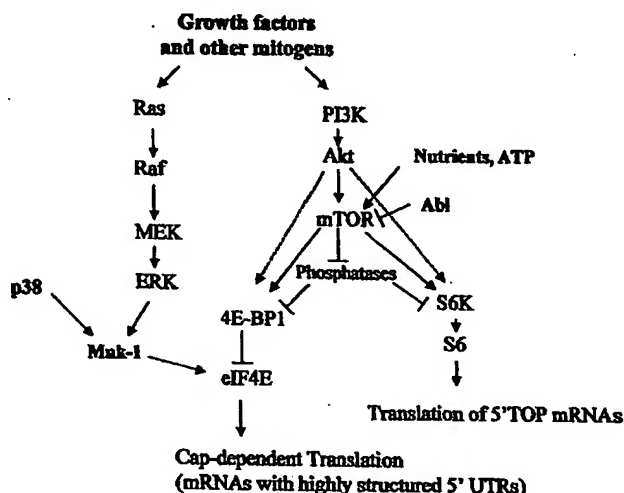 Growth factors
and other mitogens
Ras
PI3K
Raf
Akt
Nutrients, ATP
MEK
mTOR
Abl
ERK
Phosphatases
p38
4E-BP1
S6K
Mnk-1
eIF4E
S6
Translation of 5'TOP mRNAs
Cap-dependent Translation
(mRNAs with highly structured 5' UTRs)